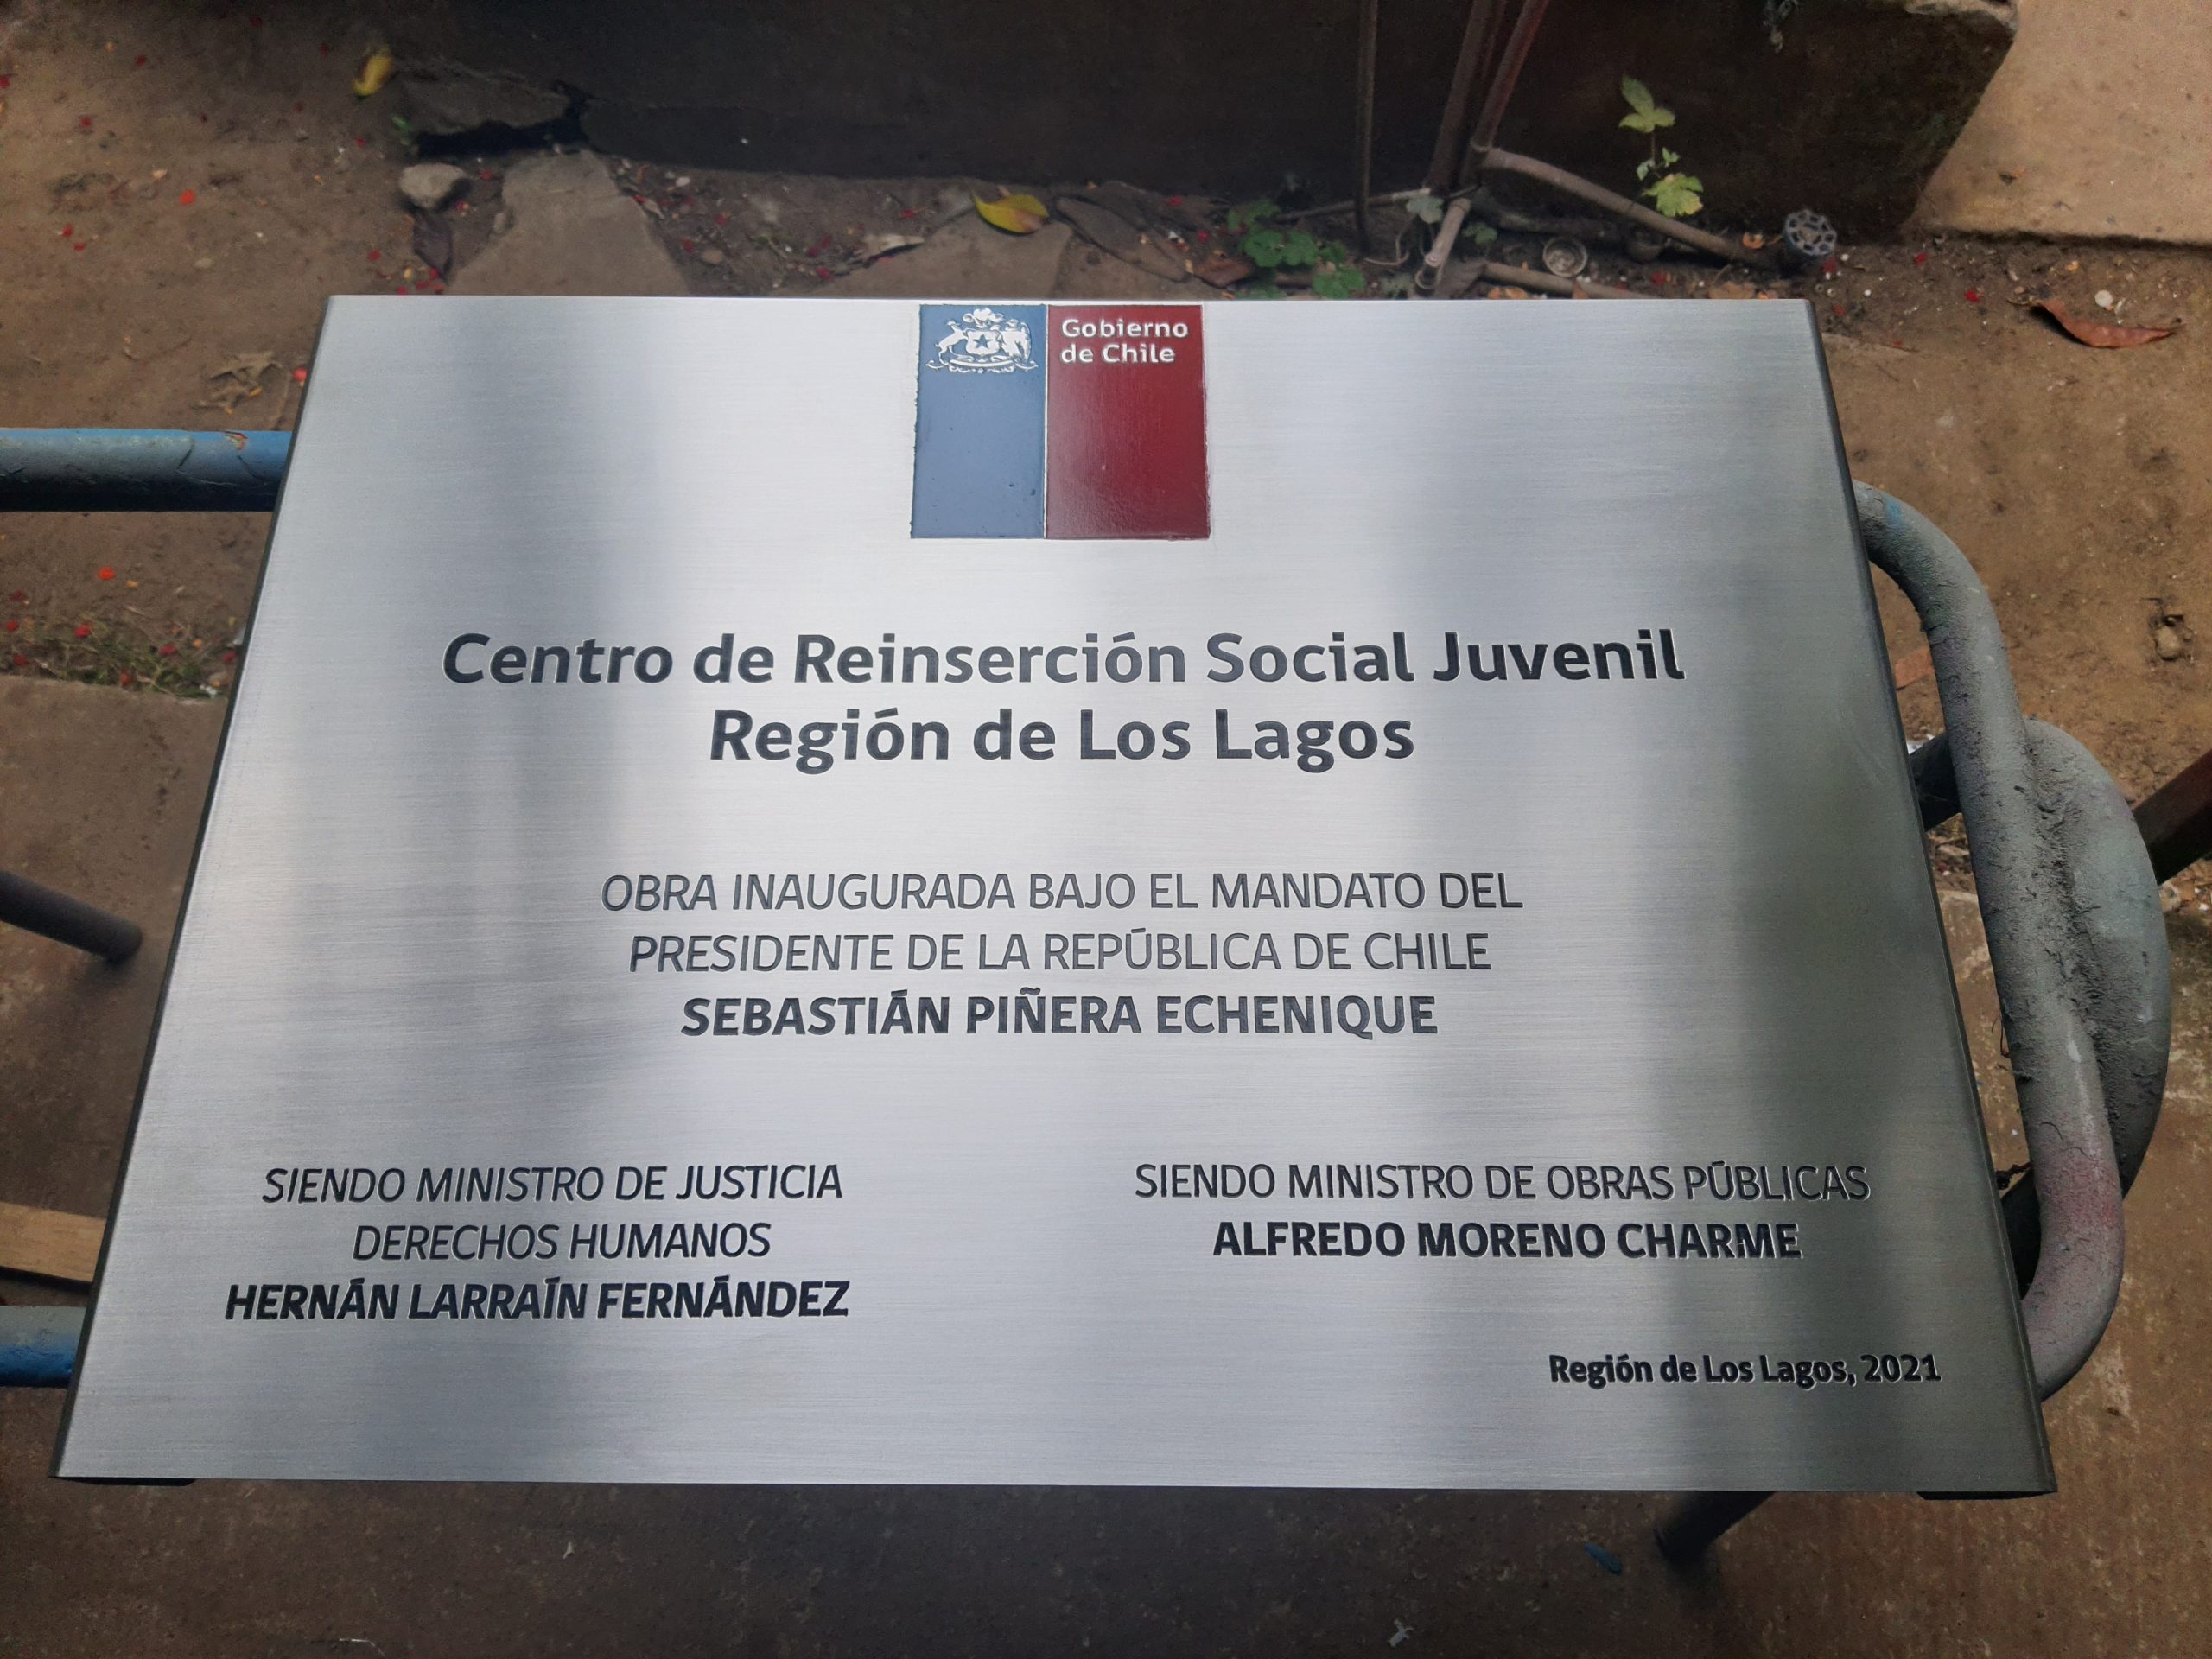 Gobierno
de Chile
Centro de Reinserción Social Juvenil
Región de Los Lagos
OBRA INAUGURADA BAJO EL MANDATO DEL
PRESIDENTE DE LA REPÚBLICA DE CHILE
SEBASTIÁN PIÑERA ECHENIQUE
SIENDO MINISTRO DE JUSTICIA
DERECHOS HUMANOS
HERNÁN LARRAÍN FERNÁNDEZ
SIENDO MINISTRO DE OBRAS PÚBLICAS
ALFREDO MORENO CHARME
Región de Los Lagos, 2021